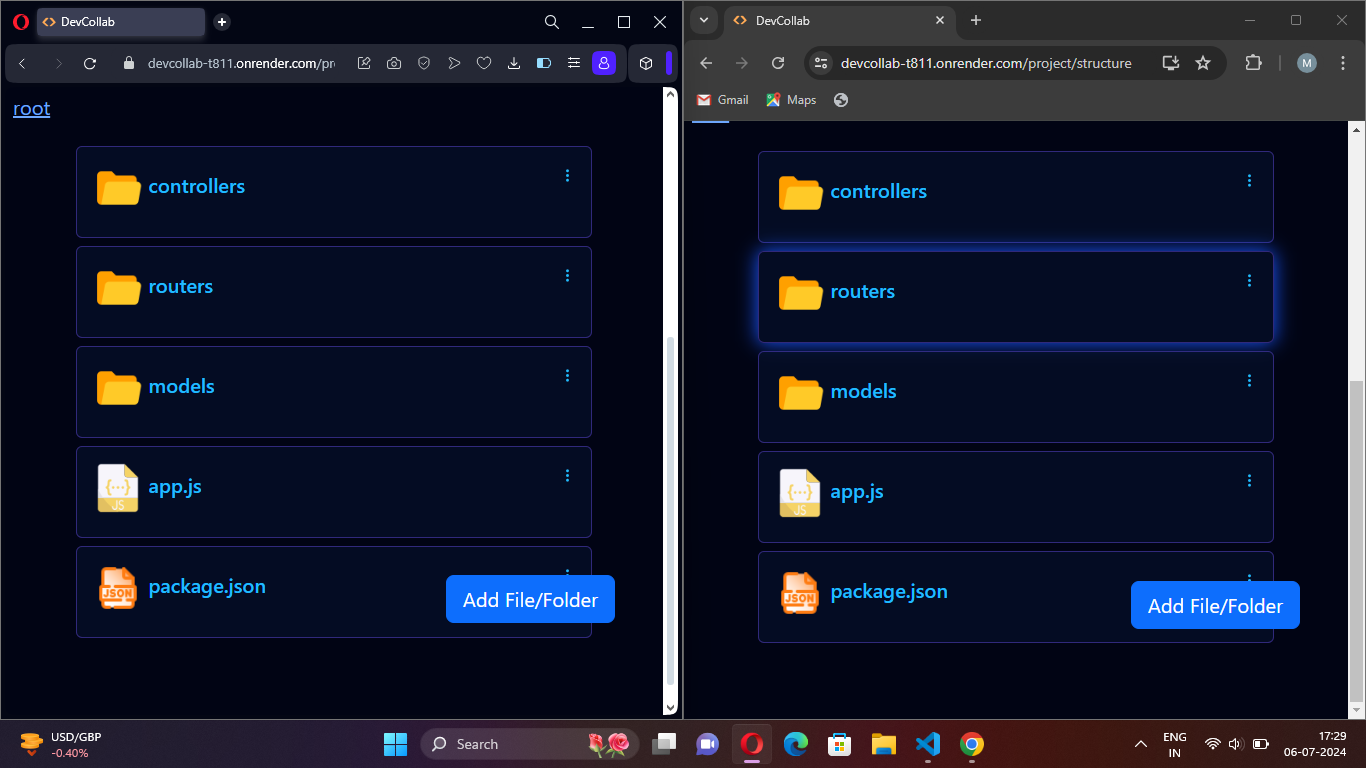 DevCollab
devcollab-t811.onrender.com/pr
root
controllers
routers
models
app.js
JS
package.json
JSON
Add File/Folder
DevCollab
devcollab-t811.onrender.com/project/structure
M
Gmail
Maps
controllers
routers
models
app.js
JS
package.json
JSON
Add File/Folder
USD/GBP
-0.40%
Search
ENG
IN
17:29
06-07-2024